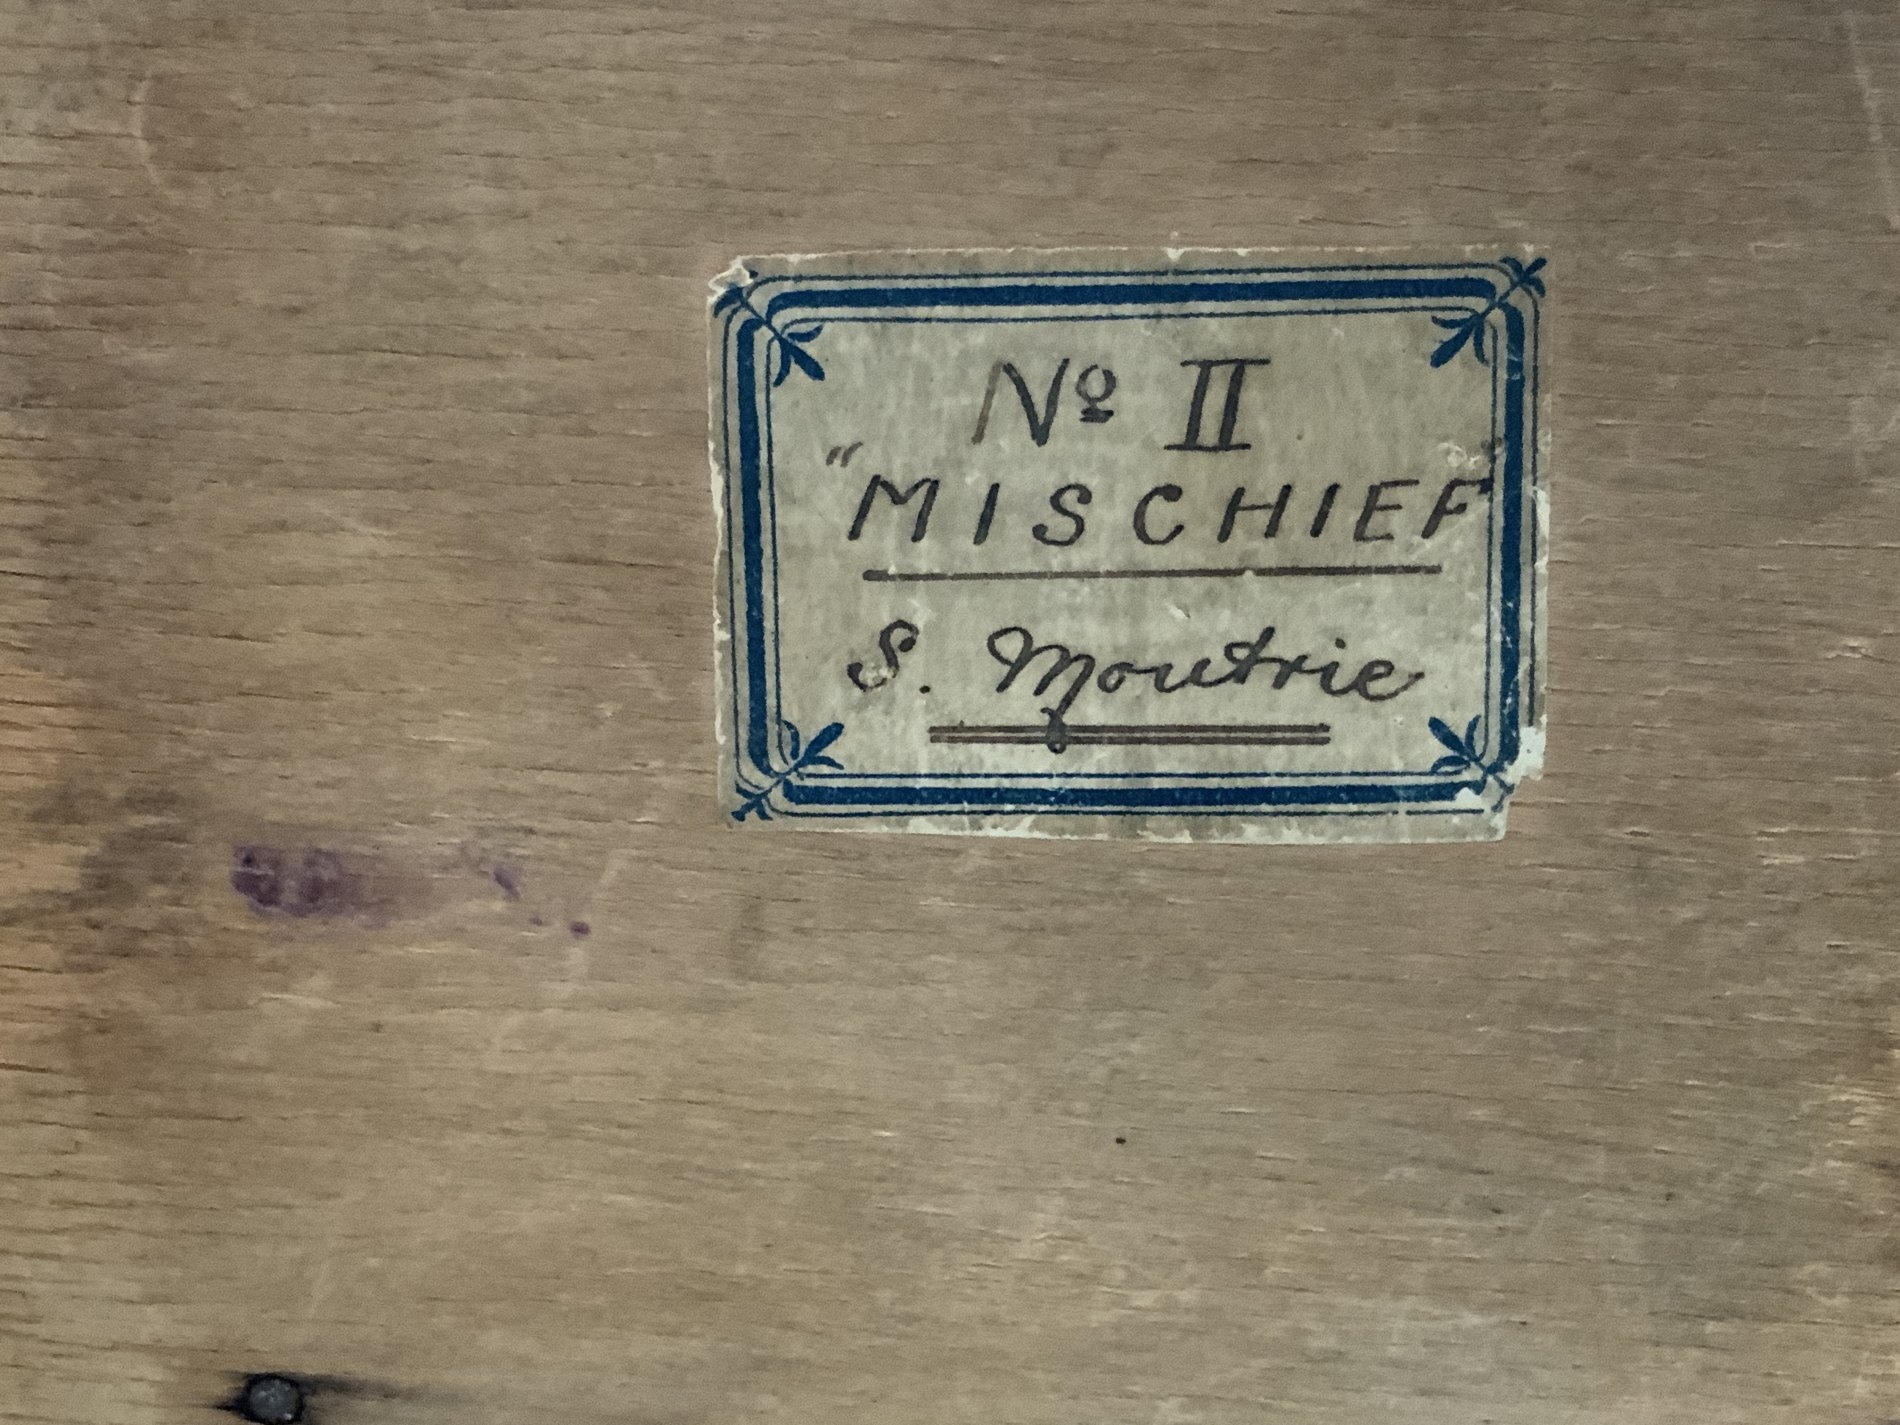 Nº II
"MISCHIEF"
S. Moutrie